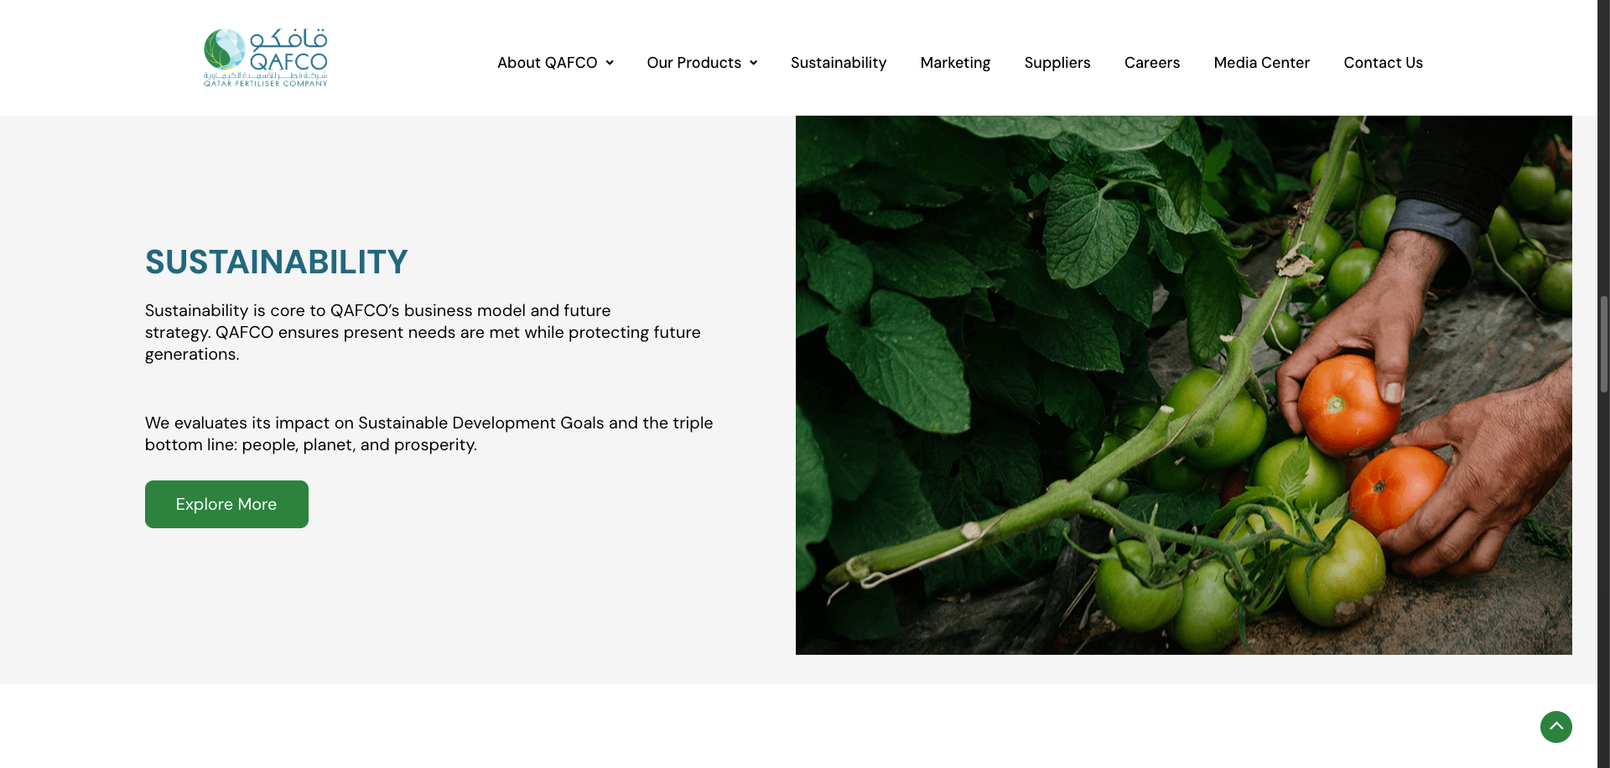 قافكو
QAFCO
شركة قطر للأسمدة الكيماوية
QATAR FERTILISER COMPANY
About QAFCO
Our Products
Sustainability
Marketing
Suppliers
Careers
Media Center
Contact Us
SUSTAINABILITY
Sustainability is core to QAFCO’s business model and future
strategy. QAFCO ensures present needs are met while protecting future
generations.
We evaluates its impact on Sustainable Development Goals and the triple
bottom line: people, planet, and prosperity.
Explore More